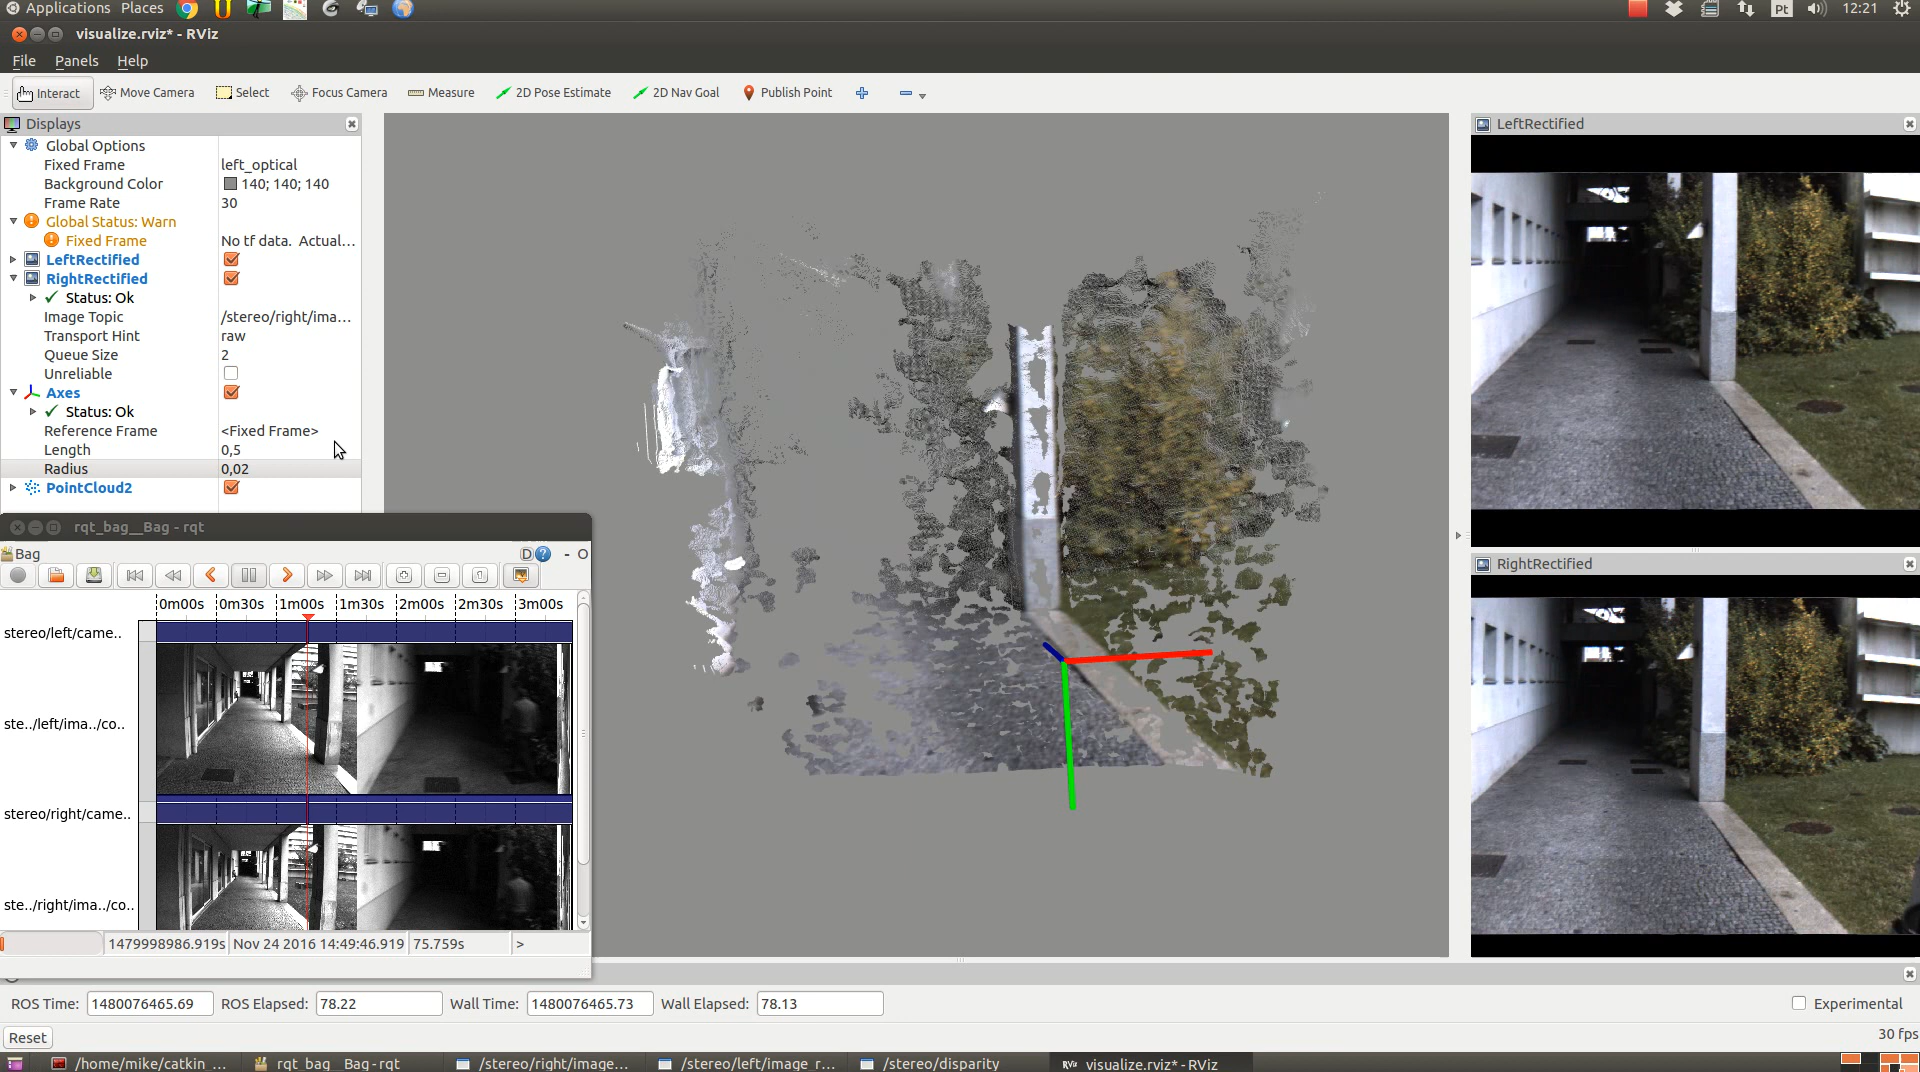 Applications Places Pt 12:21
visualize.rviz* - RViz
File Panels Help
Interact Move Camera Select Focus Camera Measure 2D Pose Estimate 2D Nav Goal Publish Point
Displays
Global Options
Fixed Frame left_optical
Background Color 140; 140; 140
Frame Rate 30
Global Status: Warn
Fixed Frame No tf data. Actual...
LeftRectified
RightRectified
Status: Ok
Image Topic /stereo/right/ima...
Transport Hint raw
Queue Size 2
Unreliable
Axes
Status: Ok
Reference Frame <Fixed Frame>
Length 0,5
Radius 0,02
PointCloud2
LeftRectified
RightRectified
rqt_bag__Bag - rqt
Bag D ? - O
0m00s 0m30s 1m00s 1m30s 2m00s 2m30s 3m00s
stereo/left/came..
ste../left/ima../co..
stereo/right/came..
ste../right/ima../co..
1479998986.919s Nov 24 2016 14:49:46.919 75.759s >
ROS Time: 1480076465.69 ROS Elapsed: 78.22 Wall Time: 1480076465.73 Wall Elapsed: 78.13 Experimental
Reset 30 fps
/home/mike/catkin_... rqt_bag__Bag - rqt /stereo/right/image... /stereo/left/image_r... /stereo/disparity RViz visualize.rviz* - RViz